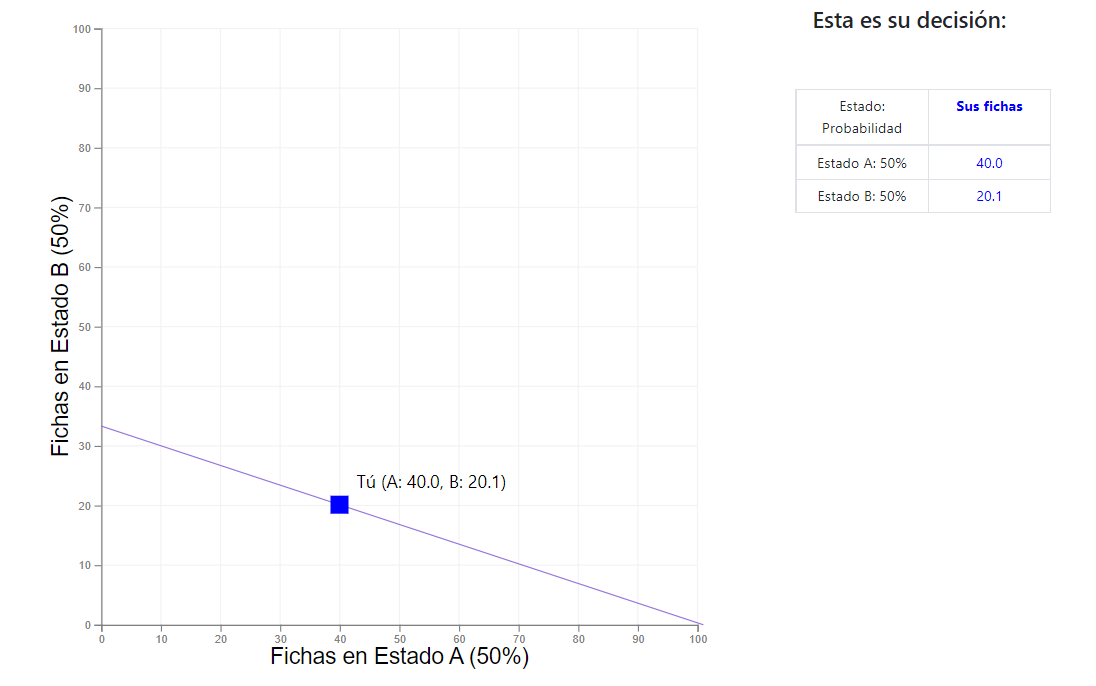 Esta es su decisión:
Estado:
Probabilidad
Sus fichas
Estado A: 50%
40.0
Estado B: 50%
20.1
Fichas en Estado B (50%)
100
90
80
70
60
50
40
30
20
10
0
Tú (A: 40.0, B: 20.1)
0 10 20 30 40 50 60 70 80 90 100
Fichas en Estado A (50%)